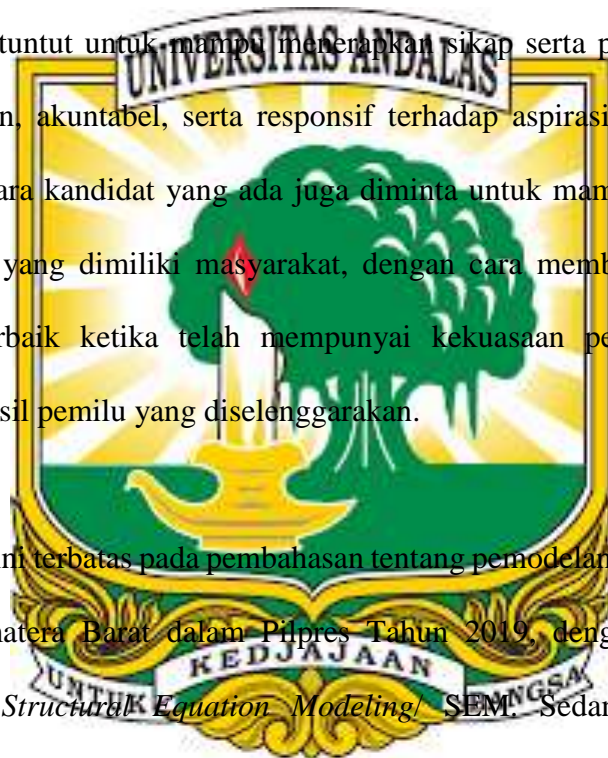 UNIVERSITAS ANDALAS
tuntut untuk mampu menerapkan sikap serta p
n, akuntabel, serta responsif terhadap aspirasi
ara kandidat yang ada juga diminta untuk mam
yang dimiliki masyarakat, dengan cara memb
rbaik ketika telah mempunyai kekuasaan pe
sil pemilu yang diselenggarakan.
ni terbatas pada pembahasan tentang pemodelan
matera Barat dalam Pilpres Tahun 2019, deng
UNTUK KEDJAJAAN BANGSA
Structural Equation Modeling/ SEM. Sedan